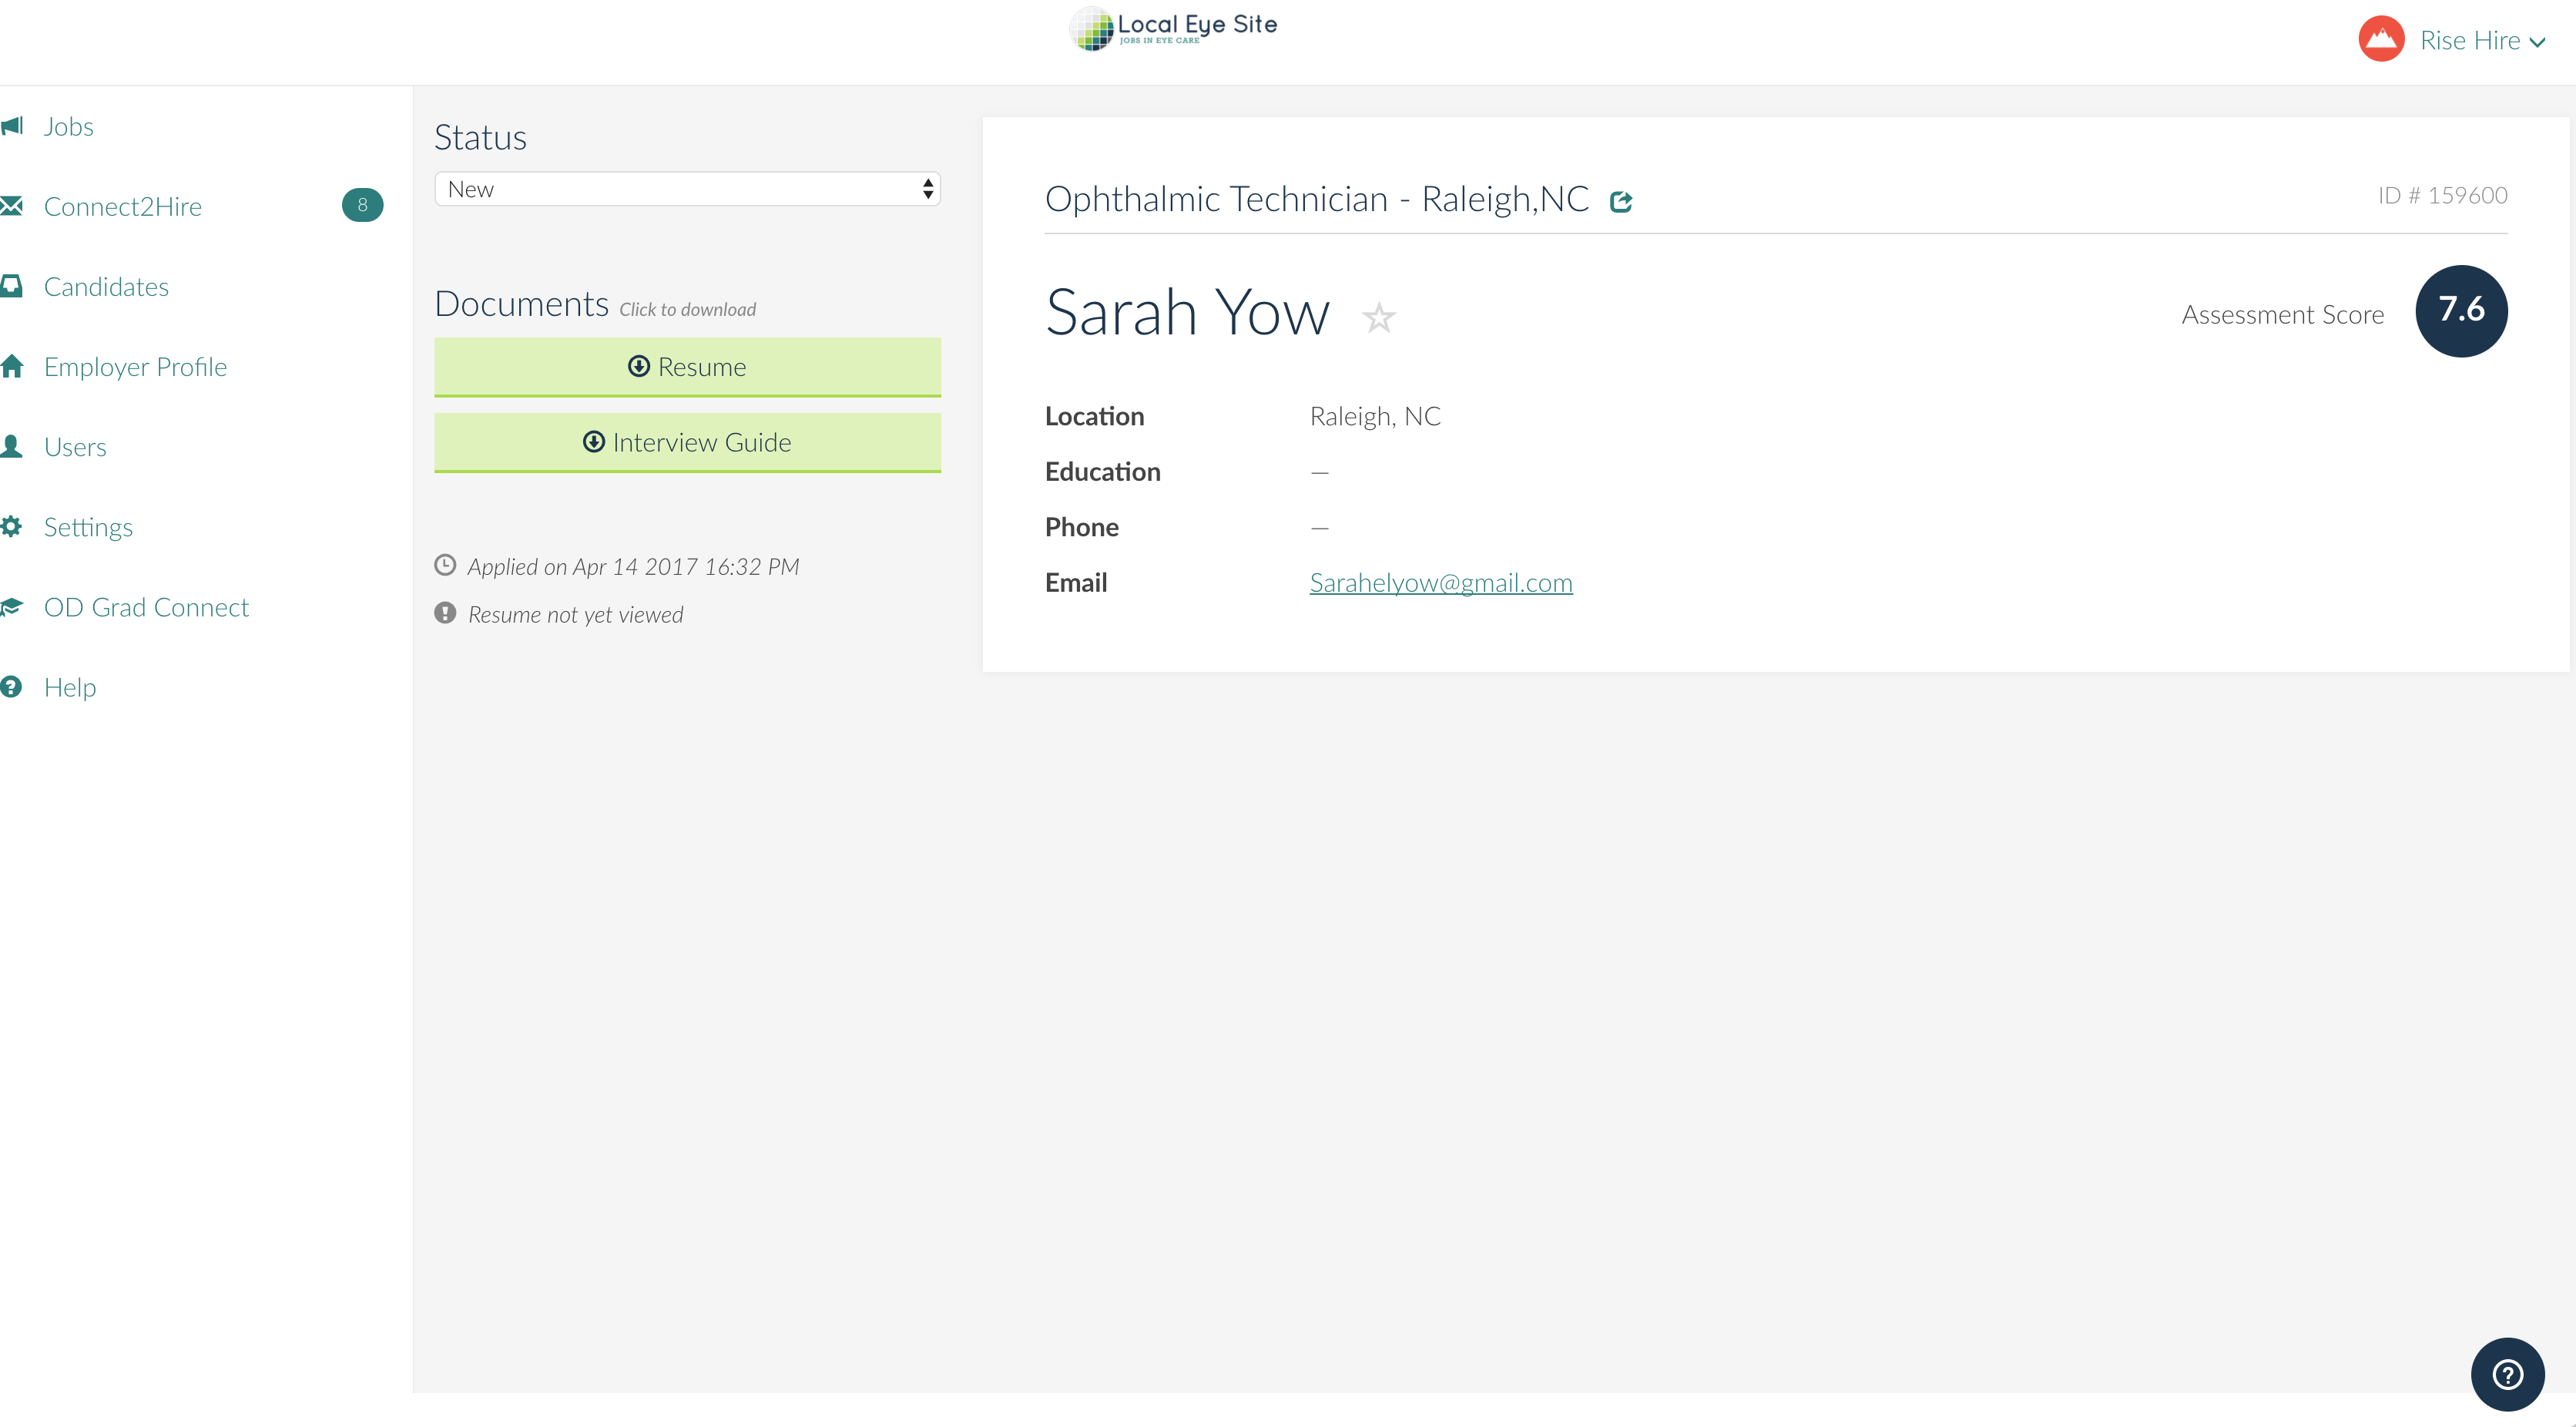 Local Eye Site
JOBS IN EYE CARE
Rise Hire
Jobs
Connect2Hire 8
Candidates
Employer Profile
Users
Settings
OD Grad Connect
Help
Status
New
Documents Click to download
Resume
Interview Guide
Applied on Apr 14 2017 16:32 PM
Resume not yet viewed
Ophthalmic Technician - Raleigh,NC
ID # 159600
Sarah Yow
Assessment Score 7.6
Location Raleigh, NC
Education —
Phone —
Email Sarahelyow@gmail.com